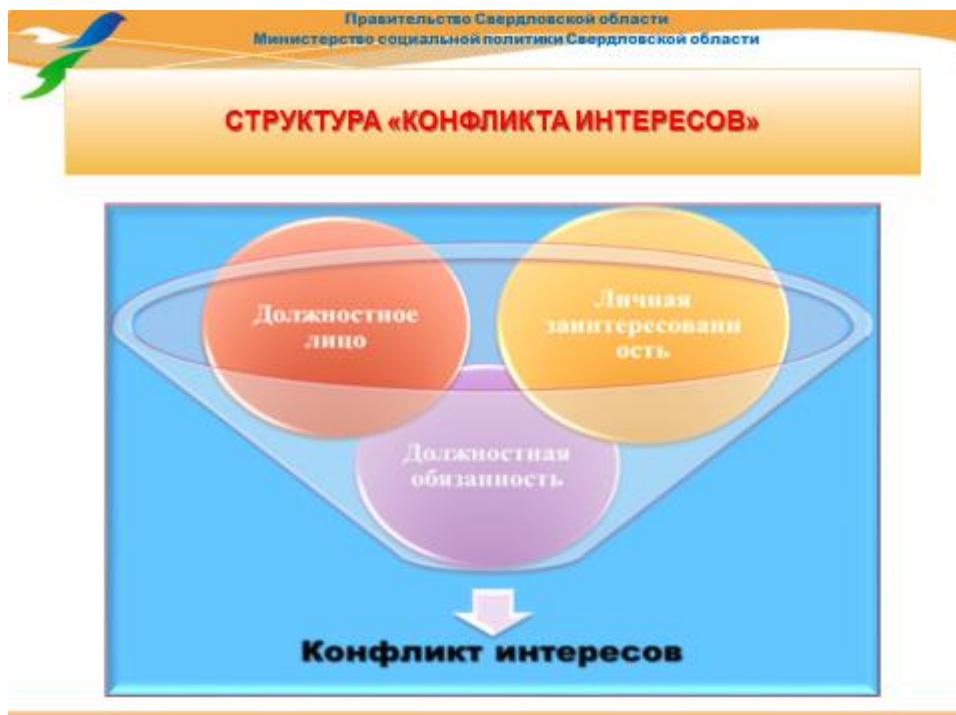 Правительство Свердловской области
Министерство социальной политики Свердловской области
СТРУКТУРА «КОНФЛИКТА ИНТЕРЕСОВ»
Должностное
лицо
Личная
заинтересованн
ость
Должностная
обязанность
Конфликт интересов